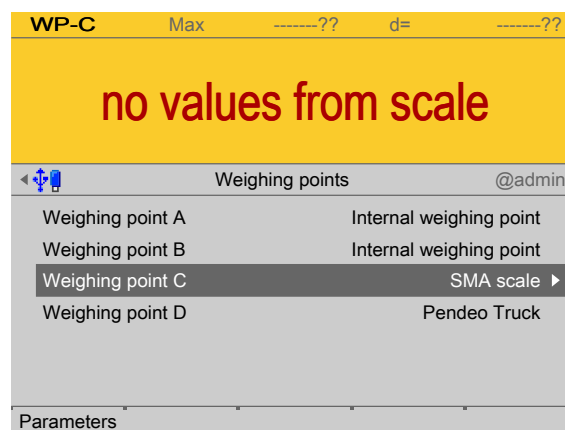 WP-C Max -------?? d= -------??
no values from scale
Weighing points @admin
Weighing point A Internal weighing point
Weighing point B Internal weighing point
Weighing point C SMA scale
Weighing point D Pendeo Truck
Parameters